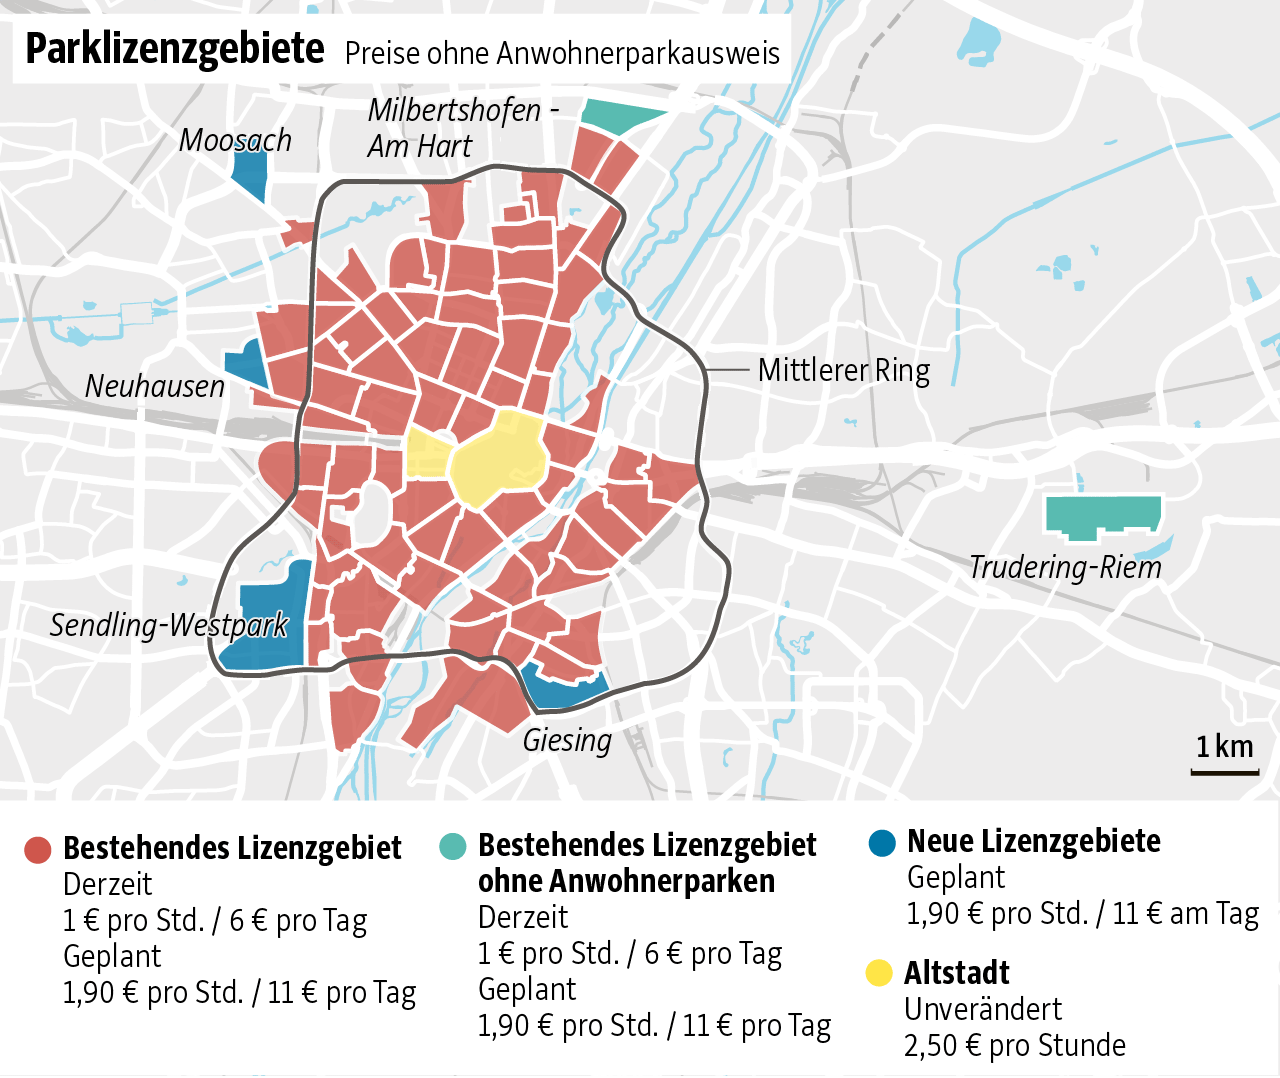 Parklizenzgebiete Preise ohne Anwohnerparkausweis
Milbertshofen -
Am Hart
Moosach
Mittlerer Ring
Neuhausen
Trudering-Riem
Sendling-Westpark
Giesing
1 km
Bestehendes Lizenzgebiet
Derzeit
1 € pro Std. / 6 € pro Tag
Geplant
1,90 € pro Std. / 11 € pro Tag
Bestehendes Lizenzgebiet
ohne Anwohnerparken
Derzeit
1 € pro Std. / 6 € pro Tag
Geplant
1,90 € pro Std. / 11 € pro Tag
Neue Lizenzgebiete
Geplant
1,90 € pro Std. / 11 € am Tag
Altstadt
Unverändert
2,50 € pro Stunde